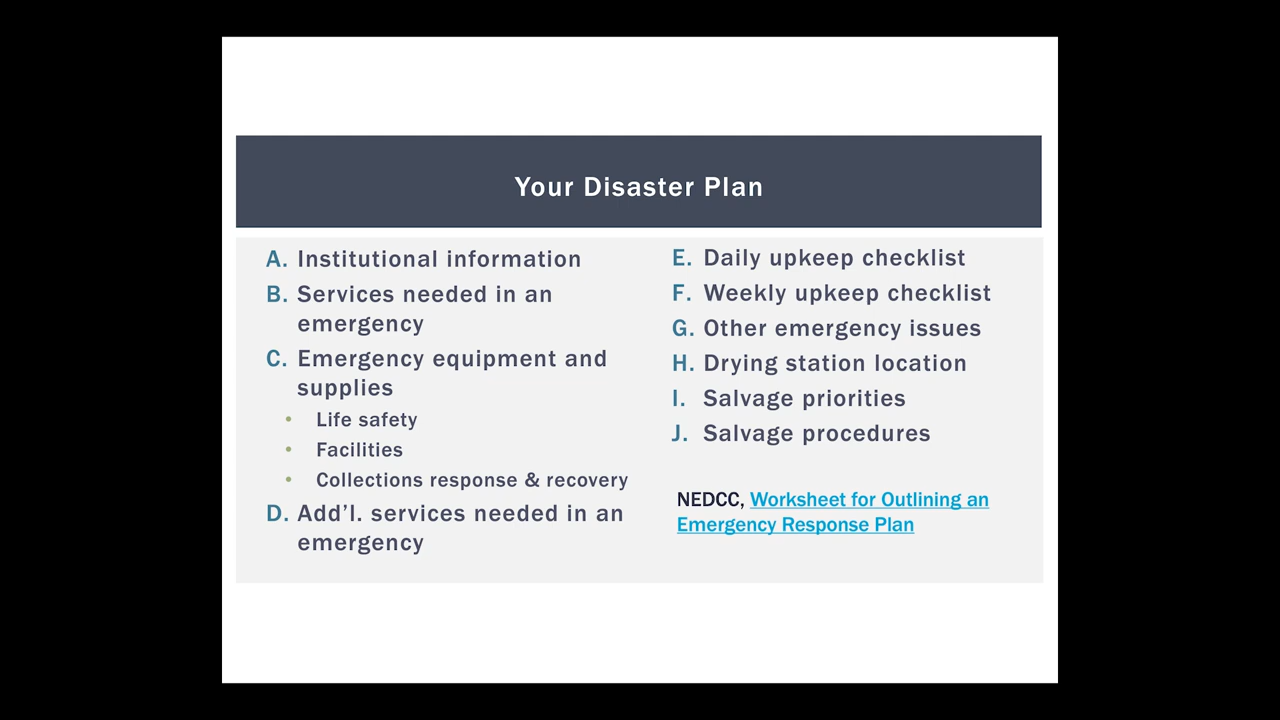 Your Disaster Plan
A. Institutional information
B. Services needed in an
emergency
C. Emergency equipment and
supplies
• Life safety
• Facilities
• Collections response & recovery
D. Add’l. services needed in an
emergency
E. Daily upkeep checklist
F. Weekly upkeep checklist
G. Other emergency issues
H. Drying station location
I. Salvage priorities
J. Salvage procedures
NEDCC, Worksheet for Outlining an
Emergency Response Plan